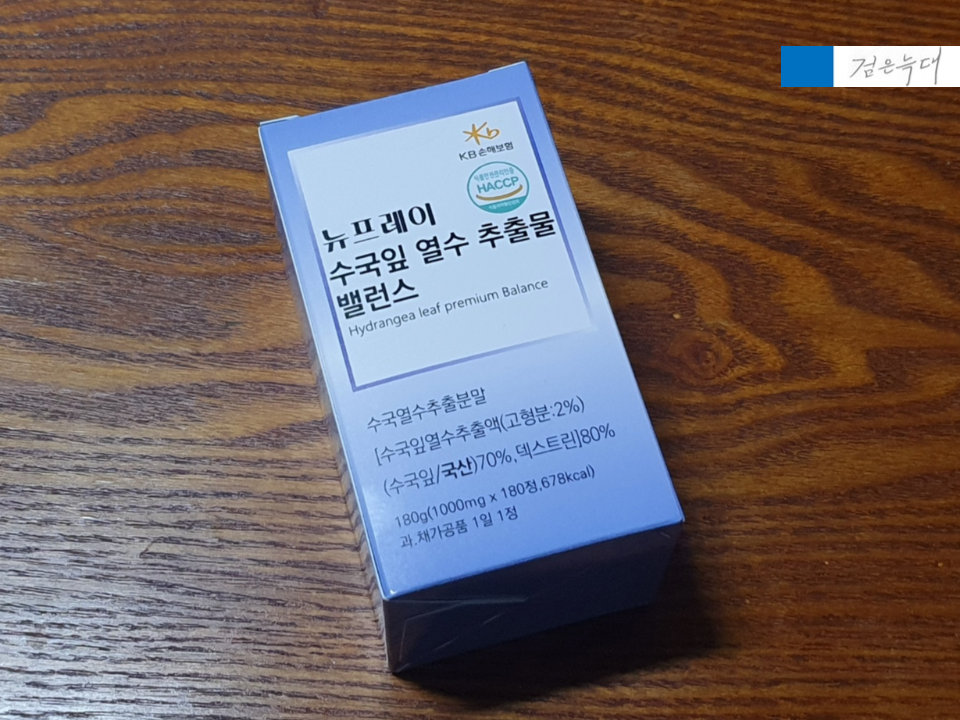 검은늑대
KB손해보험
HACCP
뉴프레이
수국잎 열수 추출물
밸런스
Hydrangea leaf premium Balance
수국열수추출분말
[수국잎열수추출액(고형분:2%)
(수국잎/국산)70%,덱스트린]80%
180g(1000mg x 180정,678kcal)
과.채가공품 1일 1정